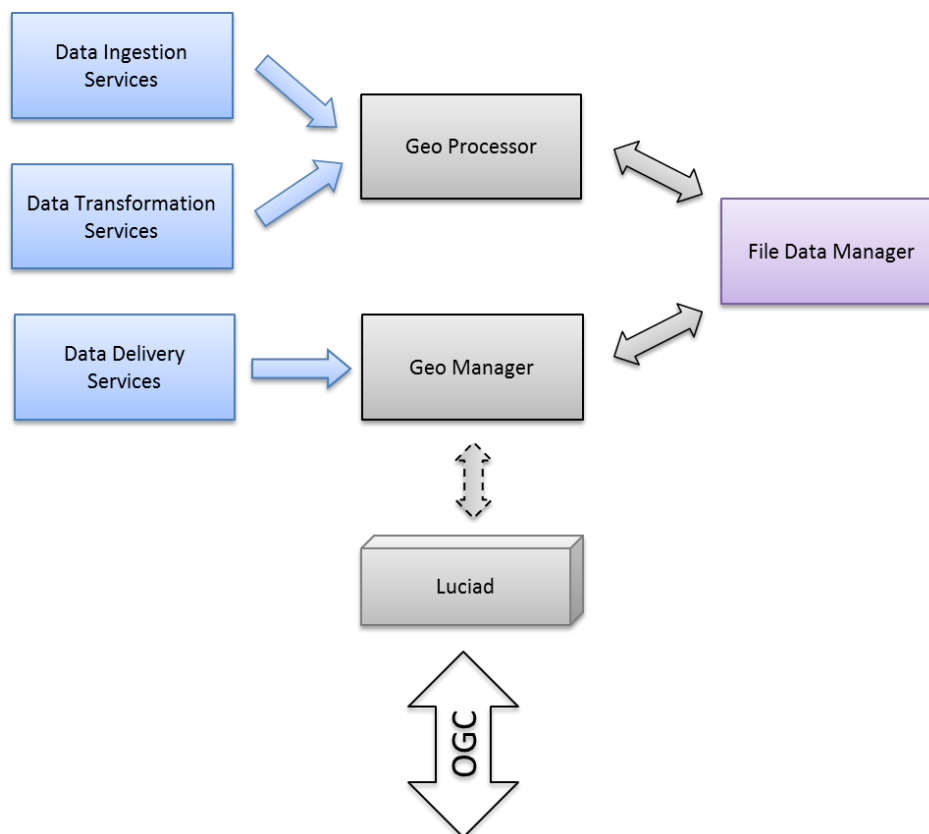 Data Ingestion
Services
Geo Processor
Data Transformation
Services
File Data Manager
Data Delivery
Services
Geo Manager
Luciad
OGC